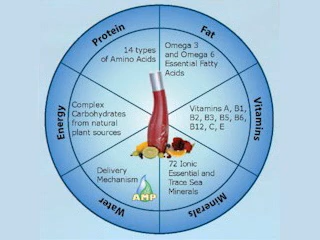 Protein
14 types
of Amino Acids
Fat
Omega 3
and Omega 6
Essential Fatty
Acids
Vitamins
Vitamins A, B1,
B2, B3, B5, B6,
B12, C, E
Minerals
72 Ionic
Essential and
Trace Sea
Minerals
Water
Delivery
Mechanism
AMP
Energy
Complex
Carbohydrates
from natural
plant sources